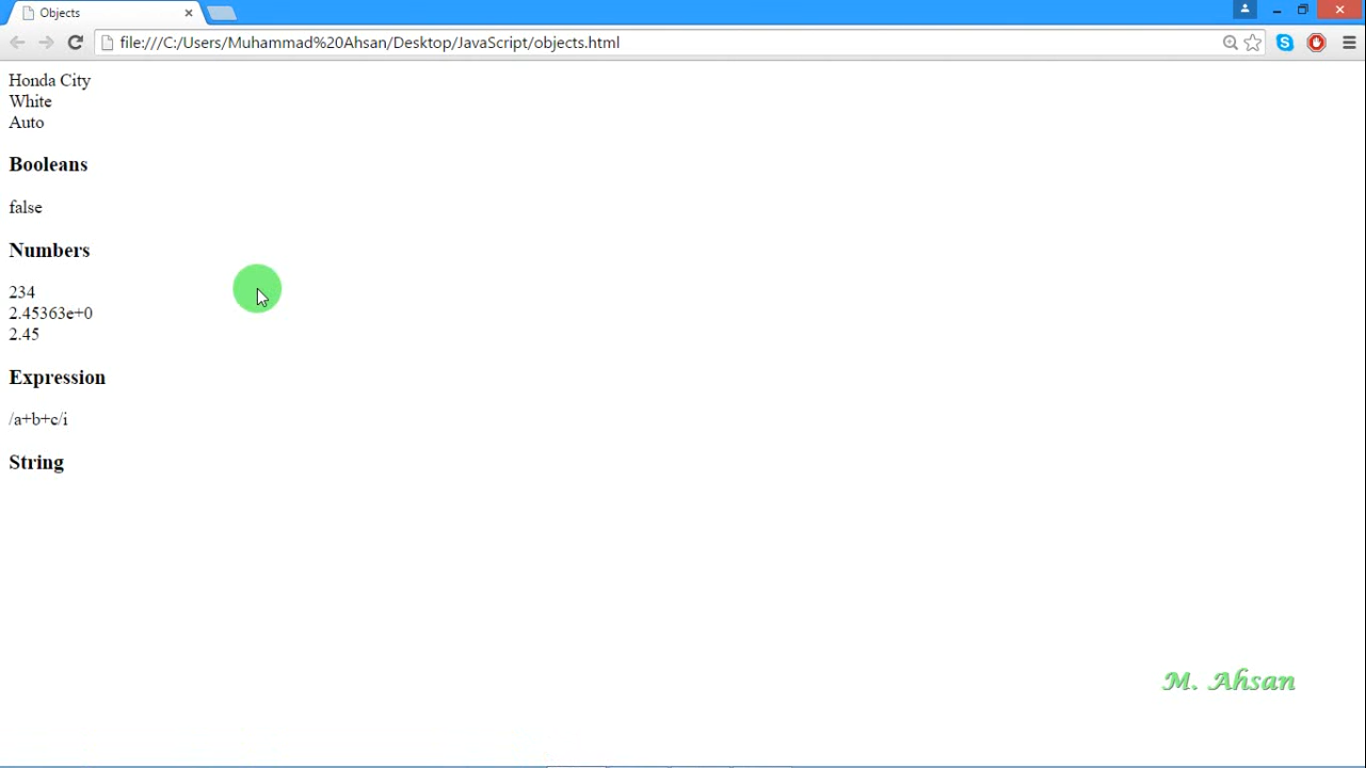 Objects
file:///C:/Users/Muhammad%20Ahsan/Desktop/JavaScript/objects.html
Honda City
White
Auto
Booleans
false
Numbers
234
2.45363e+0
2.45
Expression
/a+b+c/i
String
M. Ahsan